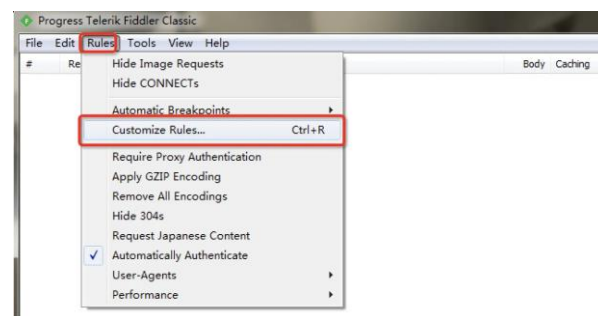 Progress Telerik Fiddler Classic
File Edit Rules Tools View Help
# Re Body Caching
Hide Image Requests
Hide CONNECTs
Automatic Breakpoints
Customize Rules... Ctrl+R
Require Proxy Authentication
Apply GZIP Encoding
Remove All Encodings
Hide 304s
Request Japanese Content
Automatically Authenticate
User-Agents
Performance